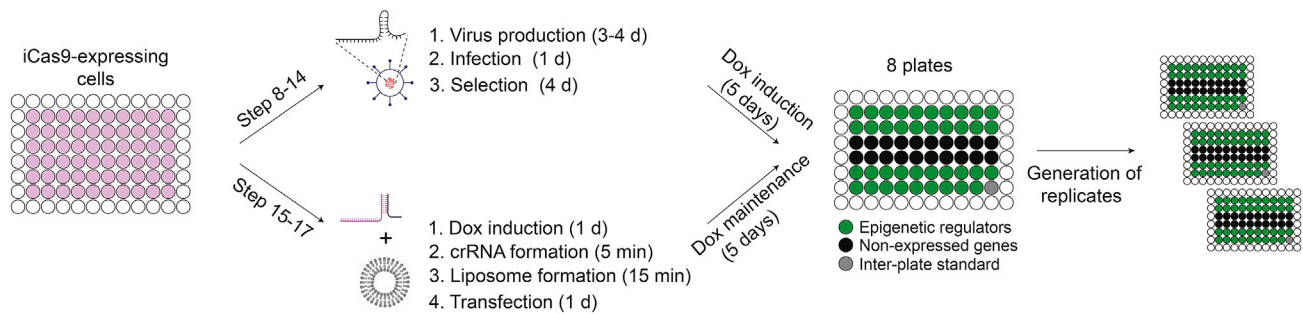 iCas9-expressing
cells
Step 8-14
1. Virus production (3-4 d)
2. Infection (1 d)
3. Selection (4 d)
Step 15-17
+
1. Dox induction (1 d)
2. crRNA formation (5 min)
3. Liposome formation (15 min)
4. Transfection (1 d)
Dox induction
(5 days)
Dox maintenance
(5 days)
8 plates
Epigenetic regulators
Non-expressed genes
Inter-plate standard
Generation of
replicates